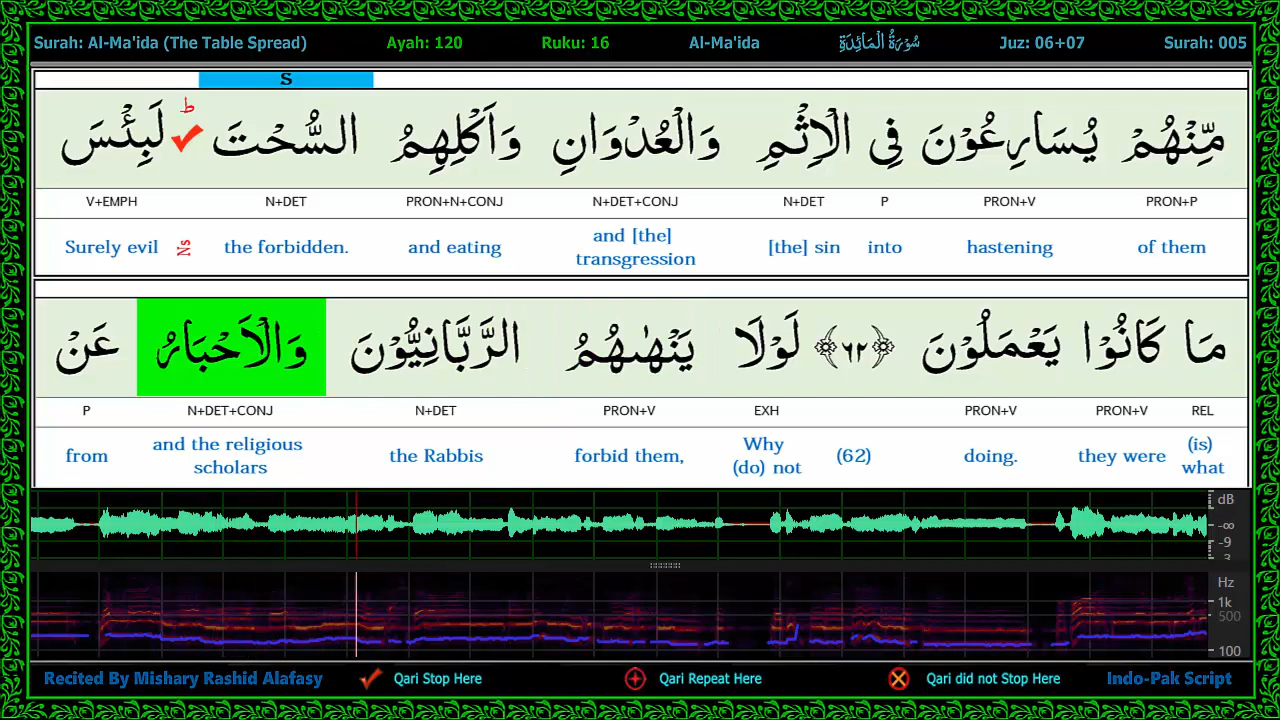 Surah: Al-Ma'ida (The Table Spread) Ayah: 120 Ruku: 16 Al-Ma'ida سُوْرَةُ الْمَائِدَةِ Juz: 06+07 Surah: 005
S
مِّنْهُمْ يُسَارِعُوْنَ فِى الْاِثْمِ وَالْعُدْوَانِ وَاَكْلِهِمُ السُّحْتَ ؕ لَبِئْسَ
V+EMPH N+DET PRON+N+CONJ N+DET+CONJ N+DET P PRON+V PRON+P
Surely evil Ns the forbidden. and eating and [the] transgression [the] sin into hastening of them
مَا كَانُوْا يَعْمَلُوْنَ ﴿٦٢﴾ لَوْلَا يَنْهٰىهُمُ الرَّبَّانِيُّوْنَ وَالْاَحْبَارُ عَنْ
P N+DET+CONJ N+DET PRON+V EXH PRON+V PRON+V REL
from and the religious scholars the Rabbis forbid them, Why (do) not (62) doing. they were (is) what
dB
-∞
-9
3
Hz
1k
500
100
Recited By Mishary Rashid Alafasy Qari Stop Here Qari Repeat Here Qari did not Stop Here Indo-Pak Script